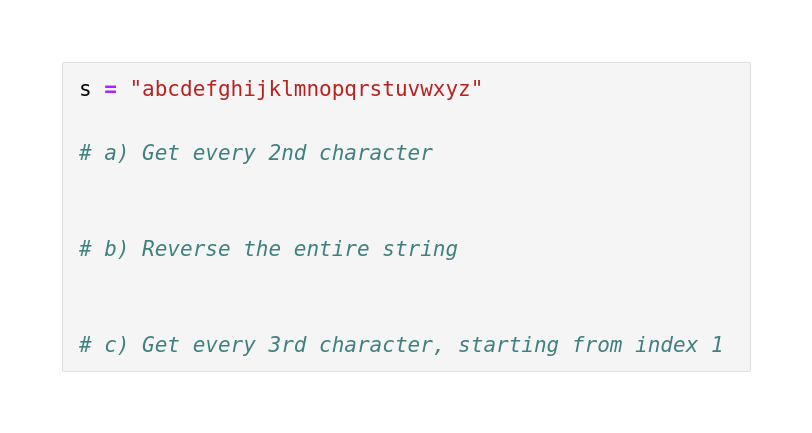 s = "abcdefghijklmnopqrstuvwxyz"
# a) Get every 2nd character
# b) Reverse the entire string
# c) Get every 3rd character, starting from index 1